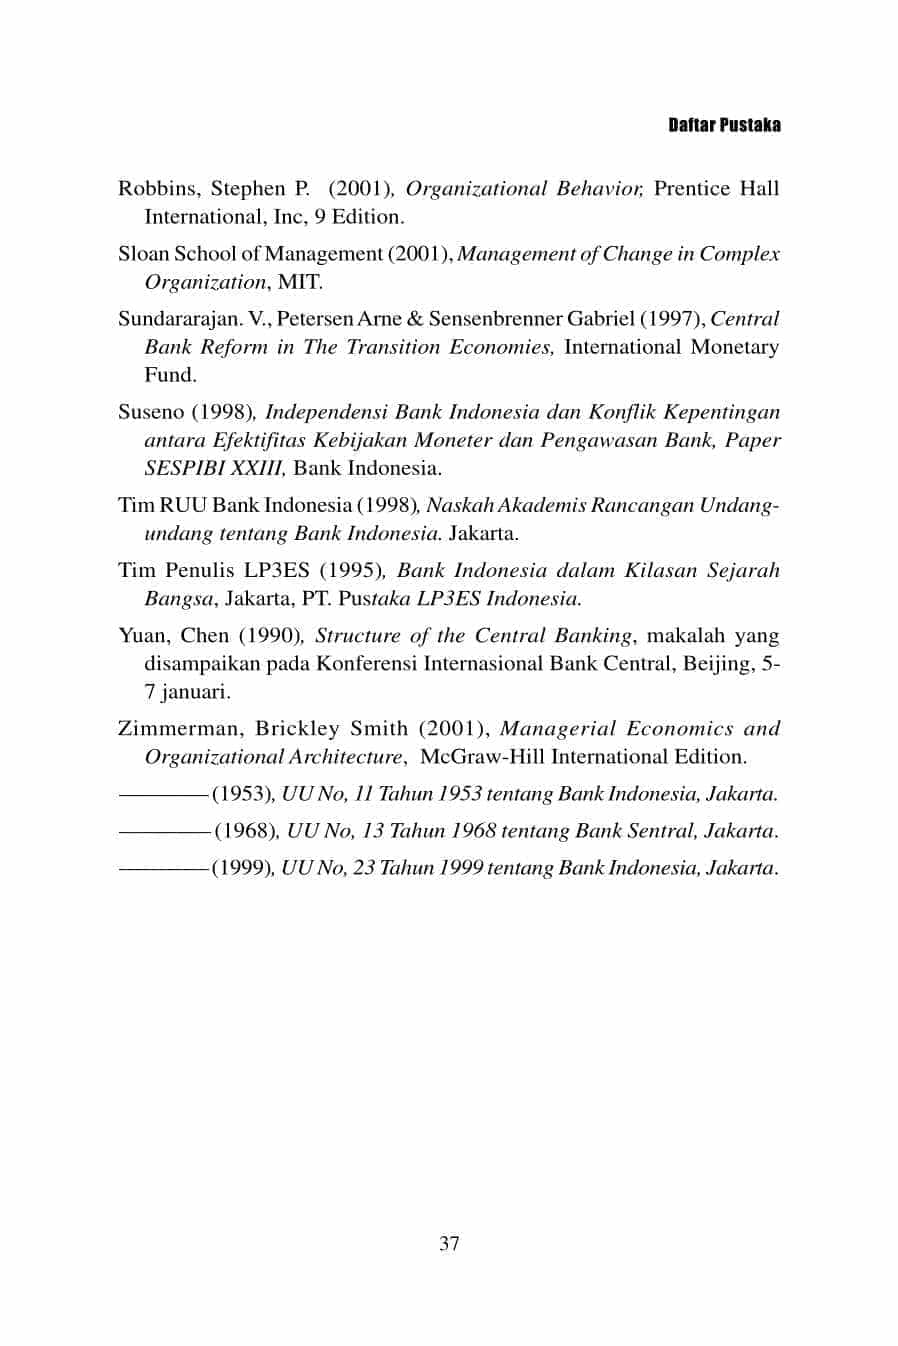 Daftar Pustaka
Robbins, Stephen P. (2001), Organizational Behavior, Prentice Hall
International, Inc, 9 Edition.
Sloan School of Management (2001), Management of Change in Complex
Organization, MIT.
Sundararajan. V., Petersen Arne & Sensenbrenner Gabriel (1997), Central
Bank Reform in The Transition Economies, International Monetary
Fund.
Suseno (1998), Independensi Bank Indonesia dan Konflik Kepentingan
antara Efektifitas Kebijakan Moneter dan Pengawasan Bank, Paper
SESPIBI XXIII, Bank Indonesia.
Tim RUU Bank Indonesia (1998), Naskah Akademis Rancangan Undang-
undang tentang Bank Indonesia. Jakarta.
Tim Penulis LP3ES (1995), Bank Indonesia dalam Kilasan Sejarah
Bangsa, Jakarta, PT. Pustaka LP3ES Indonesia.
Yuan, Chen (1990), Structure of the Central Banking, makalah yang
disampaikan pada Konferensi Internasional Bank Central, Beijing, 5-
7 januari.
Zimmerman, Brickley Smith (2001), Managerial Economics and
Organizational Architecture, McGraw-Hill International Edition.
————(1953), UU No, 11 Tahun 1953 tentang Bank Indonesia, Jakarta.
————(1968), UU No, 13 Tahun 1968 tentang Bank Sentral, Jakarta.
————(1999), UU No, 23 Tahun 1999 tentang Bank Indonesia, Jakarta.
37